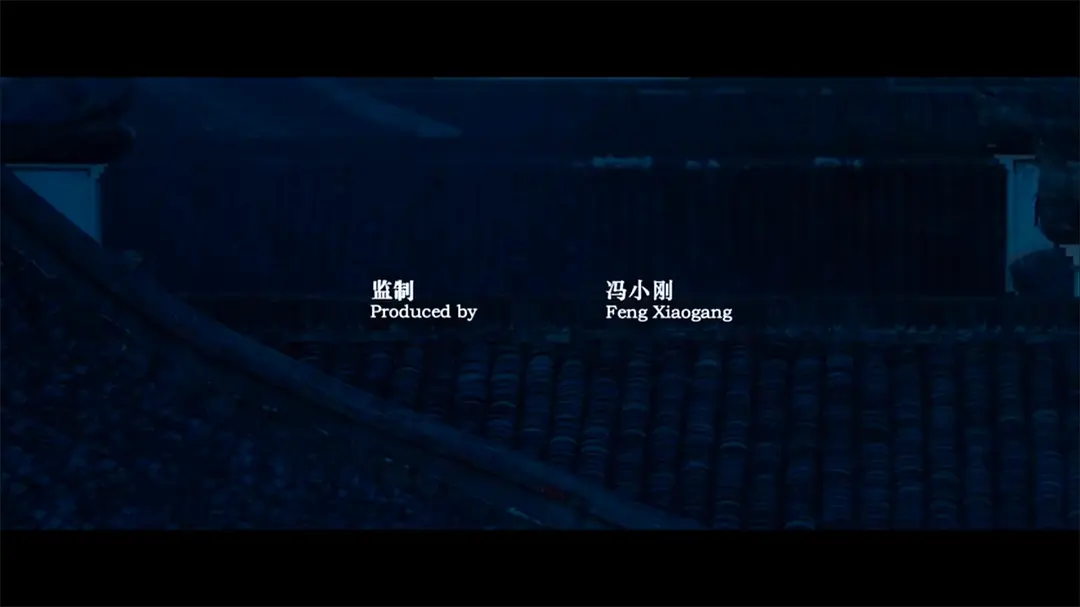 监制
Produced by
冯小刚
Feng Xiaogang